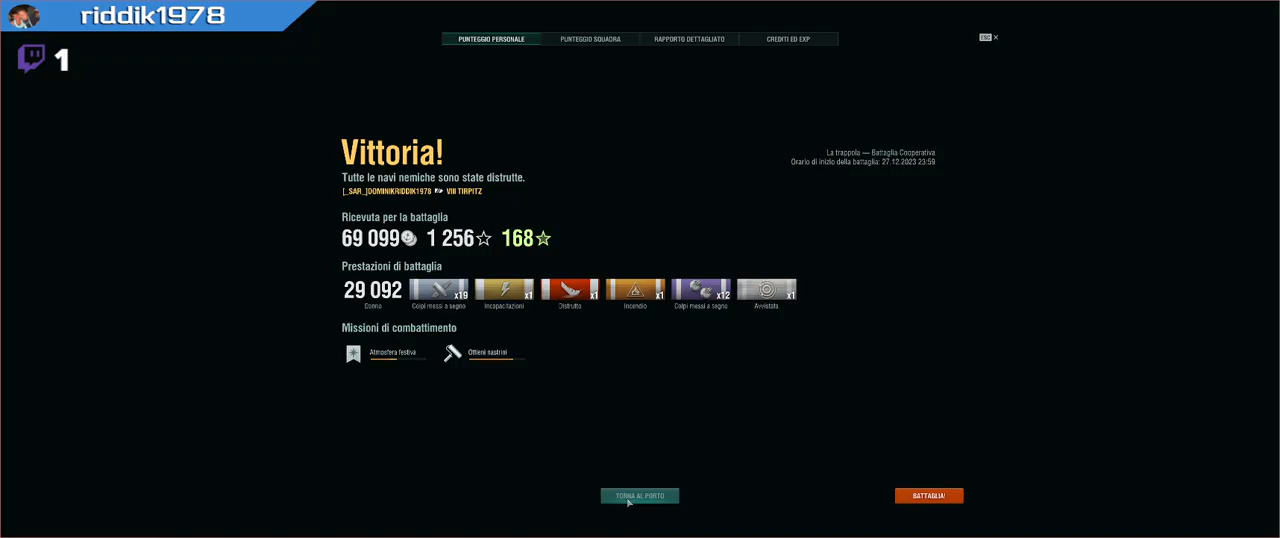 riddik1978
1
PUNTEGGIO PERSONALE
PUNTEGGIO SQUADRA
RAPPORTO DETTAGLIATO
CREDITI ED EXP
ESC ×
Vittoria!
La trappola — Battaglia Cooperativa
Tutte le navi nemiche sono state distrutte.
Orario di inizio della battaglia: 27.12.2023 23:59
[_SAR_]DOMINIKRIDDIK1978 VIII TIRPITZ
Ricevuta per la battaglia
69 099 1 256 168
Prestazioni di battaglia
29 092 x19 x1 x1 x1 x12 x1
Danno
Colpi messi a segno
Incapacitazioni
Distrutto
Incendio
Colpi messi a segno
Avvistata
Missioni di combattimento
Atmosfera festiva
Ottieni nastrini
TORNA AL PORTO
BATTAGLIA!